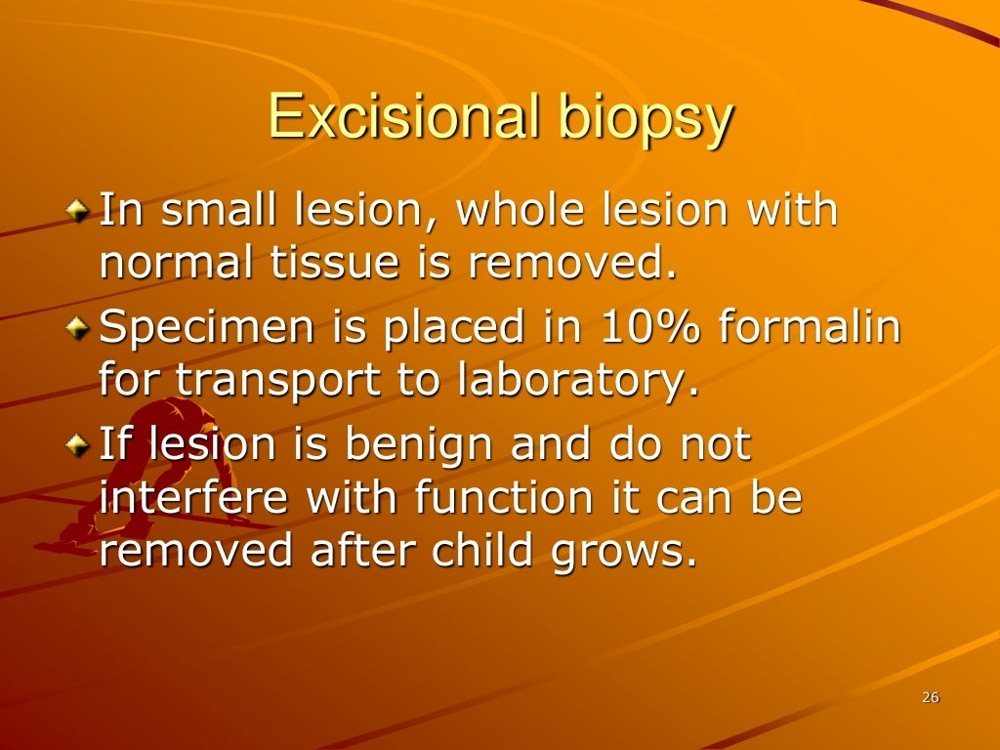 Excisional biopsy
In small lesion, whole lesion with
normal tissue is removed.
Specimen is placed in 10% formalin
for transport to laboratory.
If lesion is benign and do not
interfere with function it can be
removed after child grows.
26